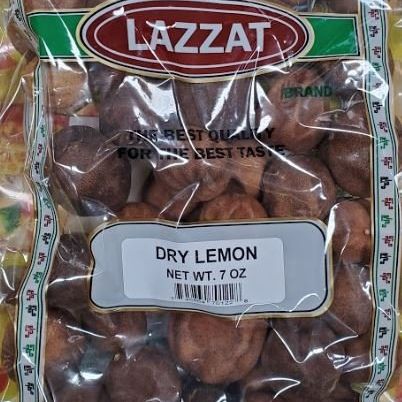 LAZZAT
BRAND
THE BEST QUALITY
FOR THE BEST TASTE
DRY LEMON
NET WT. 7 OZ